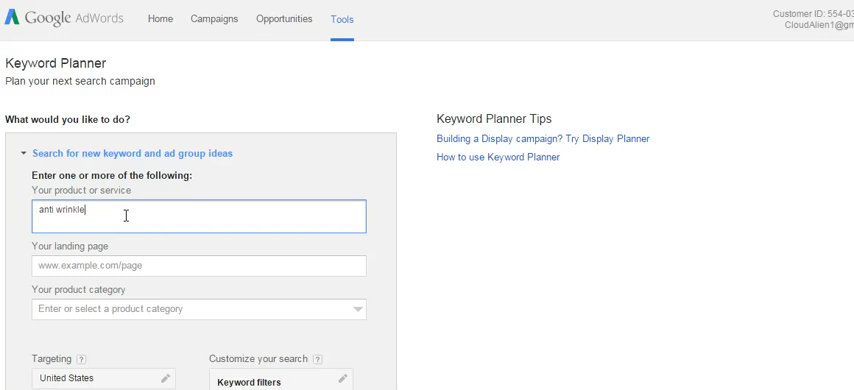 Google AdWords Home Campaigns Opportunities Tools
Customer ID: 554-03
CloudAlien1@gm
Keyword Planner
Plan your next search campaign
What would you like to do?
Keyword Planner Tips
Building a Display campaign? Try Display Planner
How to use Keyword Planner
Search for new keyword and ad group ideas
Enter one or more of the following:
Your product or service
anti wrinkle
Your landing page
www.example.com/page
Your product category
Enter or select a product category
Targeting ? Customize your search ?
United States Keyword filters